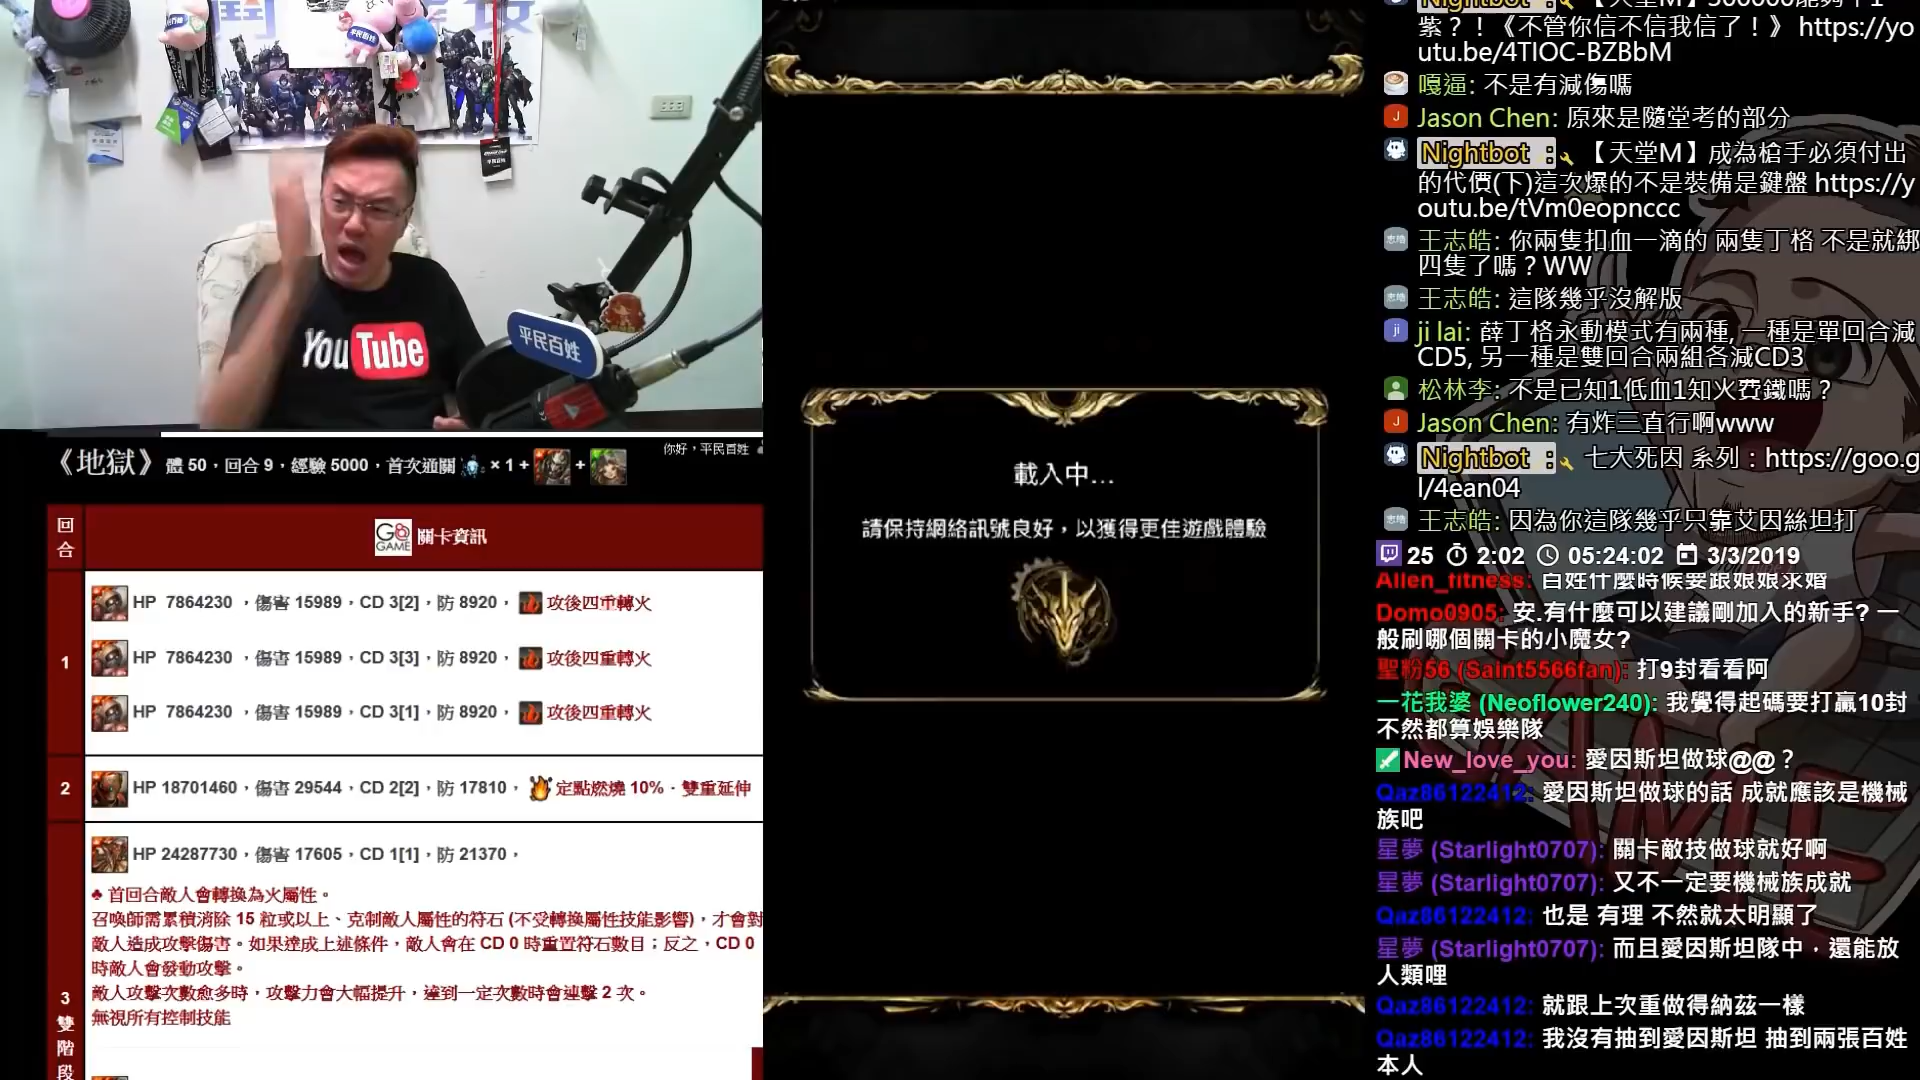 平民百姓
You Tube
平民百姓
你好，平民百姓
《地獄》 體 50，回合 9，經驗 5000，首次通關 × 1 + +
回合
GAME 關卡資訊
1
HP 7864230 ，傷害 15989，CD 3[2]，防 8920， 攻後四重轉火
HP 7864230 ，傷害 15989，CD 3[3]，防 8920， 攻後四重轉火
HP 7864230 ，傷害 15989，CD 3[1]，防 8920， 攻後四重轉火
2
HP 18701460，傷害 29544，CD 2[2]，防 17810， 定點燃燒 10%．雙重延伸
3 雙階段
HP 24287730，傷害 17605，CD 1[1]，防 21370，
♣ 首回合敵人會轉換為火屬性。
召喚師需累積消除 15 粒或以上、克制敵人屬性的符石 (不受轉換屬性技能影響)，才會對
敵人造成攻擊傷害。如果達成上述條件，敵人會在 CD 0 時重置符石數目；反之，CD 0
時敵人會發動攻擊。
敵人攻擊次數愈多時，攻擊力會大幅提升，達到一定次數時會連擊 2 次。
無視所有控制技能
載入中...
請保持網絡訊號良好，以獲得更佳遊戲體驗
紫？！《不管你信不信我信了！》 https://yo
utu.be/4TIOC-BZBbM
嘎逼: 不是有減傷嗎
Jason Chen: 原來是隨堂考的部分
Nightbot : 【天堂M】成為槍手必須付出
的代價(下)這次爆的不是裝備是鍵盤 https://y
outu.be/tVm0eopnccc
王志皓: 你兩隻扣血一滴的 兩隻丁格 不是就綁
四隻了嗎？WW
王志皓: 這隊幾乎沒解版
ji lai: 薛丁格永動模式有兩種, 一種是單回合減
CD5, 另一種是雙回合兩組各減CD3
松林李: 不是已知1低血1知火費鐵嗎？
Jason Chen: 有炸三直行啊www
Nightbot : 七大死因 系列：https://goo.g
l/4ean04
王志皓: 因為你這隊幾乎只靠艾因絲坦打
25 2:02 05:24:02 3/3/2019
Allen_fitness: 百姓什麼時候要跟娘娘求婚
Domo0905: 安.有什麼可以建議剛加入的新手? 一
般刷哪個關卡的小魔女?
聖粉56 (Saint5566fan): 打9封看看阿
一花我婆 (Neoflower240): 我覺得起碼要打贏10封
不然都算娛樂隊
New_love_you: 愛因斯坦做球@@？
Qaz86122412: 愛因斯坦做球的話 成就應該是機械
族吧
星夢 (Starlight0707): 關卡敵技做球就好啊
星夢 (Starlight0707): 又不一定要機械族成就
Qaz86122412: 也是 有理 不然就太明顯了
星夢 (Starlight0707): 而且愛因斯坦隊中，還能放
人類哩
Qaz86122412: 就跟上次重做得納茲一樣
Qaz86122412: 我沒有抽到愛因斯坦 抽到兩張百姓
本人